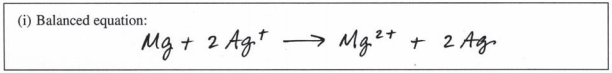 (i) Balanced equation:
Mg + 2 Ag⁺ ⟶ Mg²⁺ + 2 Ag